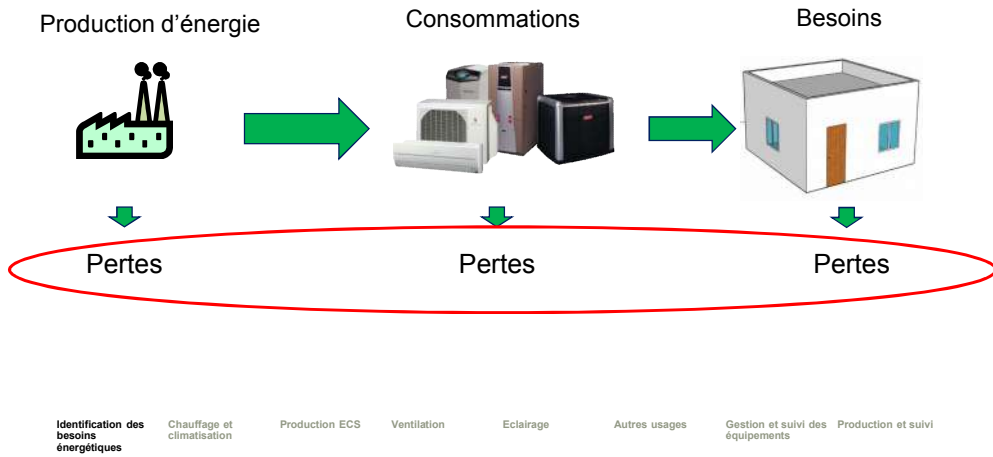 Production d'énergie
Consommations
Besoins
Pertes
Pertes
Pertes
Identification des
besoins
énergétiques
Chauffage et
climatisation
Production ECS
Ventilation
Eclairage
Autres usages
Gestion et suivi des
équipements
Production et suivi